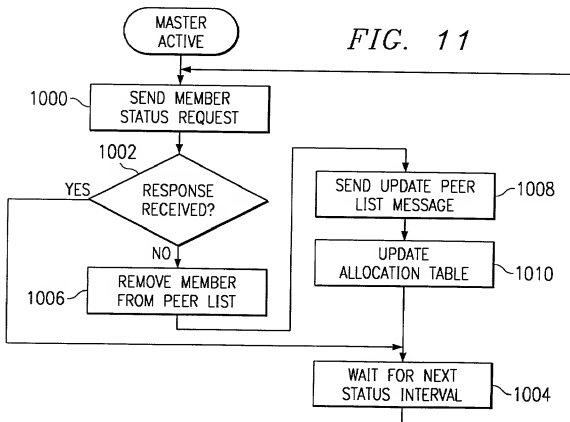 MASTER
ACTIVE
FIG. 11
1000
SEND MEMBER
STATUS REQUEST
1002
YES
RESPONSE
RECEIVED?
NO
1006
REMOVE MEMBER
FROM PEER LIST
SEND UPDATE PEER
LIST MESSAGE
1008
UPDATE
ALLOCATION TABLE
1010
WAIT FOR NEXT
STATUS INTERVAL
1004